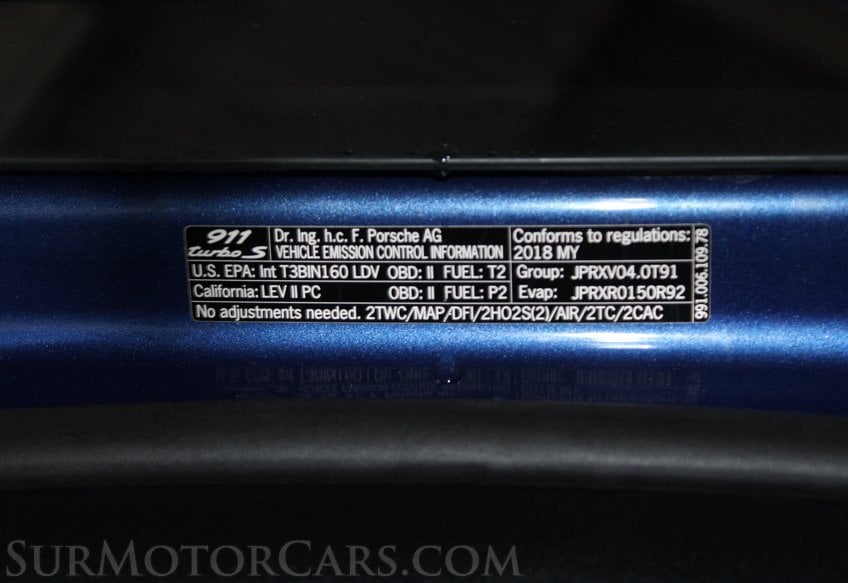 911 turbo S
Dr. Ing. h.c. F. Porsche AG
VEHICLE EMISSION CONTROL INFORMATION
Conforms to regulations:
2018 MY
U.S. EPA: Int T3BIN160 LDV OBD: II FUEL: T2
Group: JPRXV04.0T91
California: LEV II PC OBD: II FUEL: P2
Evap: JPRXR0150R92
No adjustments needed. 2TWC/MAP/DFI/2HO2S(2)/AIR/2TC/2CAC
991.006.109.78
SURMOTORCARS.COM